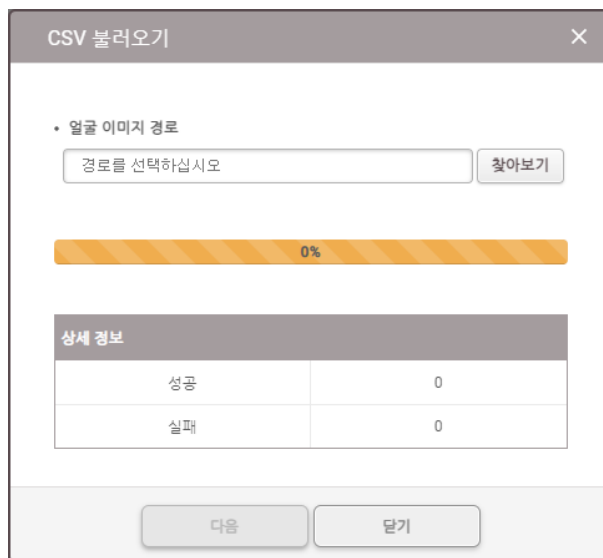 CSV 불러오기
• 얼굴 이미지 경로
경로를 선택하십시오 찾아보기
0%
상세 정보
성공 0
실패 0
다음 닫기